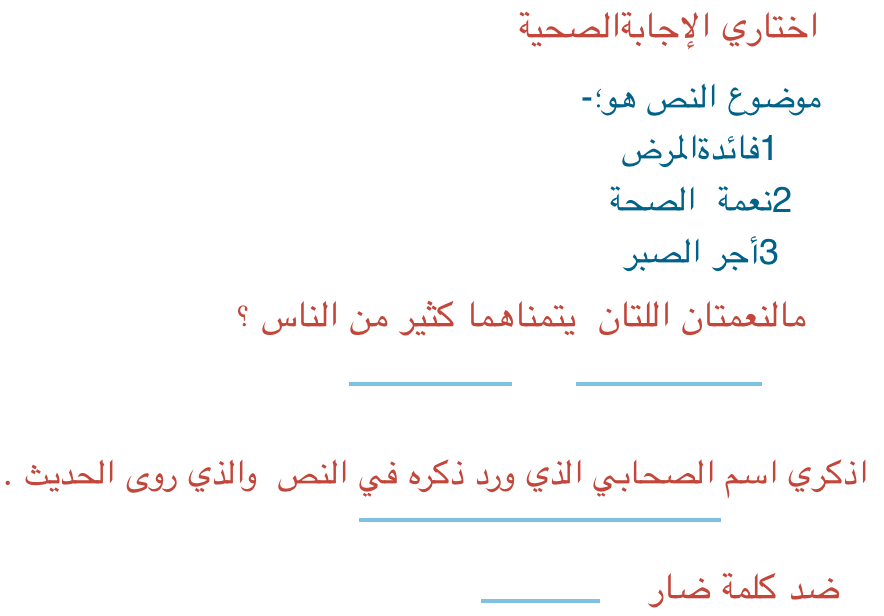 اختاري الإجابةالصحية
موضوع النص هو؛-
1فائدةالمرض
2نعمة الصحة
3أجر الصبر
مالنعمتان اللتان يتمناهما كثير من الناس ؟
اذكري اسم الصحابي الذي ورد ذكره في النص والذي روى الحديث .
ضد كلمة ضار